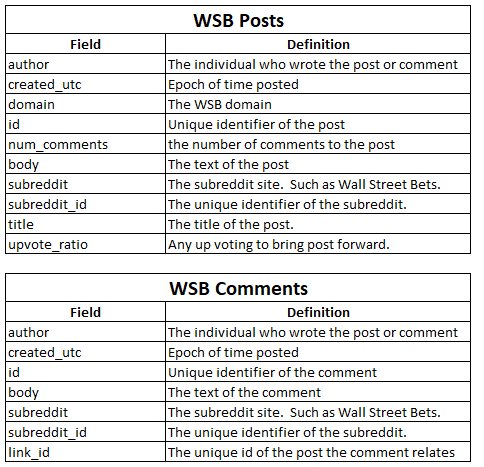 WSB Posts
Field Definition
author The individual who wrote the post or comment
created_utc Epoch of time posted
domain The WSB domain
id Unique identifier of the post
num_comments the number of comments to the post
body The text of the post
subreddit The subreddit site.  Such as Wall Street Bets.
subreddit_id The unique identifier of the subreddit.
title The title of the post.
upvote_ratio Any up voting to bring post forward.
WSB Comments
Field Definition
author The individual who wrote the post or comment
created_utc Epoch of time posted
id Unique identifier of the comment
body The text of the comment
subreddit The subreddit site.  Such as Wall Street Bets.
subreddit_id The unique identifier of the subreddit.
link_id The unique id of the post the comment relates